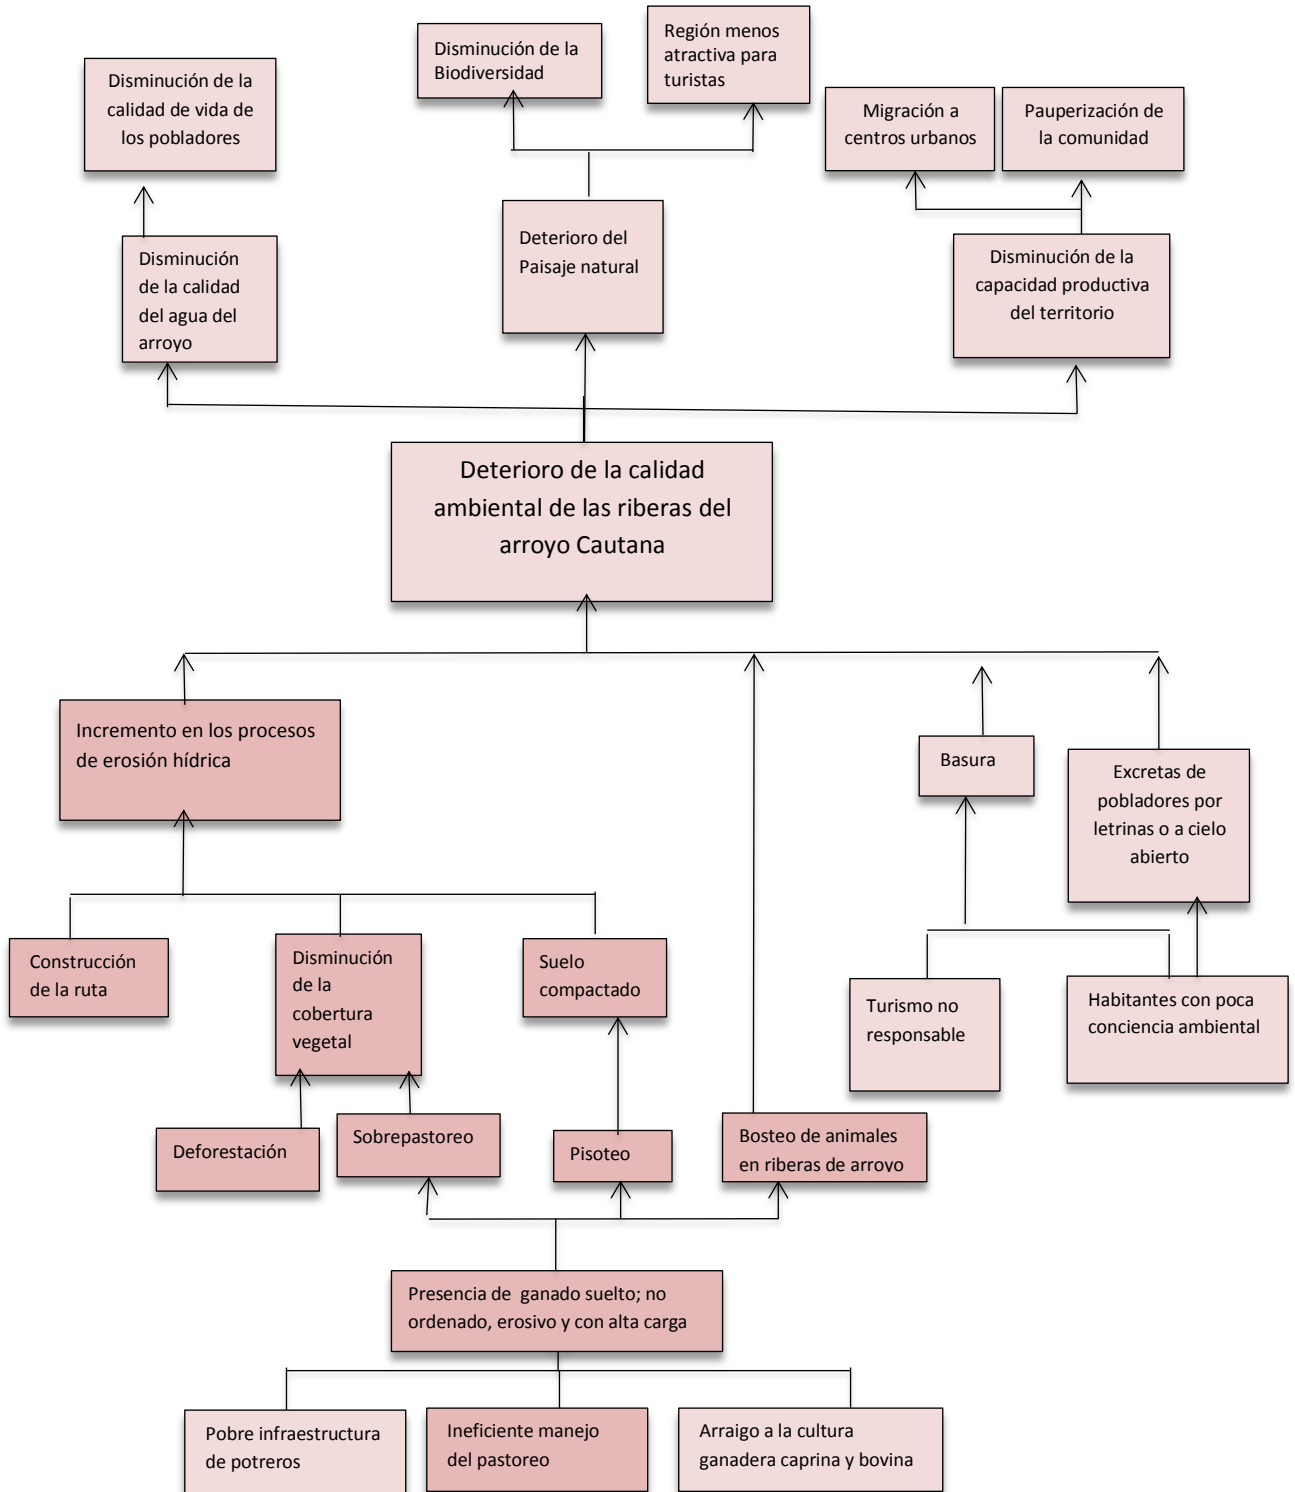 Disminución de la
calidad de vida de
los pobladores
Disminución de la
Biodiversidad
Región menos
atractiva para
turistas
Migración a
centros urbanos
Pauperización de
la comunidad
Disminución
de la calidad
del agua del
arroyo
Deterioro del
Paisaje natural
Disminución de la
capacidad productiva
del territorio
Deterioro de la calidad
ambiental de las riberas del
arroyo Cautana
Incremento en los procesos
de erosión hídrica
Basura
Excretas de
pobladores por
letrinas o a cielo
abierto
Construcción
de la ruta
Disminución
de la
cobertura
vegetal
Suelo
compactado
Turismo no
responsable
Habitantes con poca
conciencia ambiental
Deforestación
Sobrepastoreo
Pisoteo
Bosteo de animales
en riberas de arroyo
Presencia de ganado suelto; no
ordenado, erosivo y con alta carga
Pobre infraestructura
de potreros
Ineficiente manejo
del pastoreo
Arraigo a la cultura
ganadera caprina y bovina